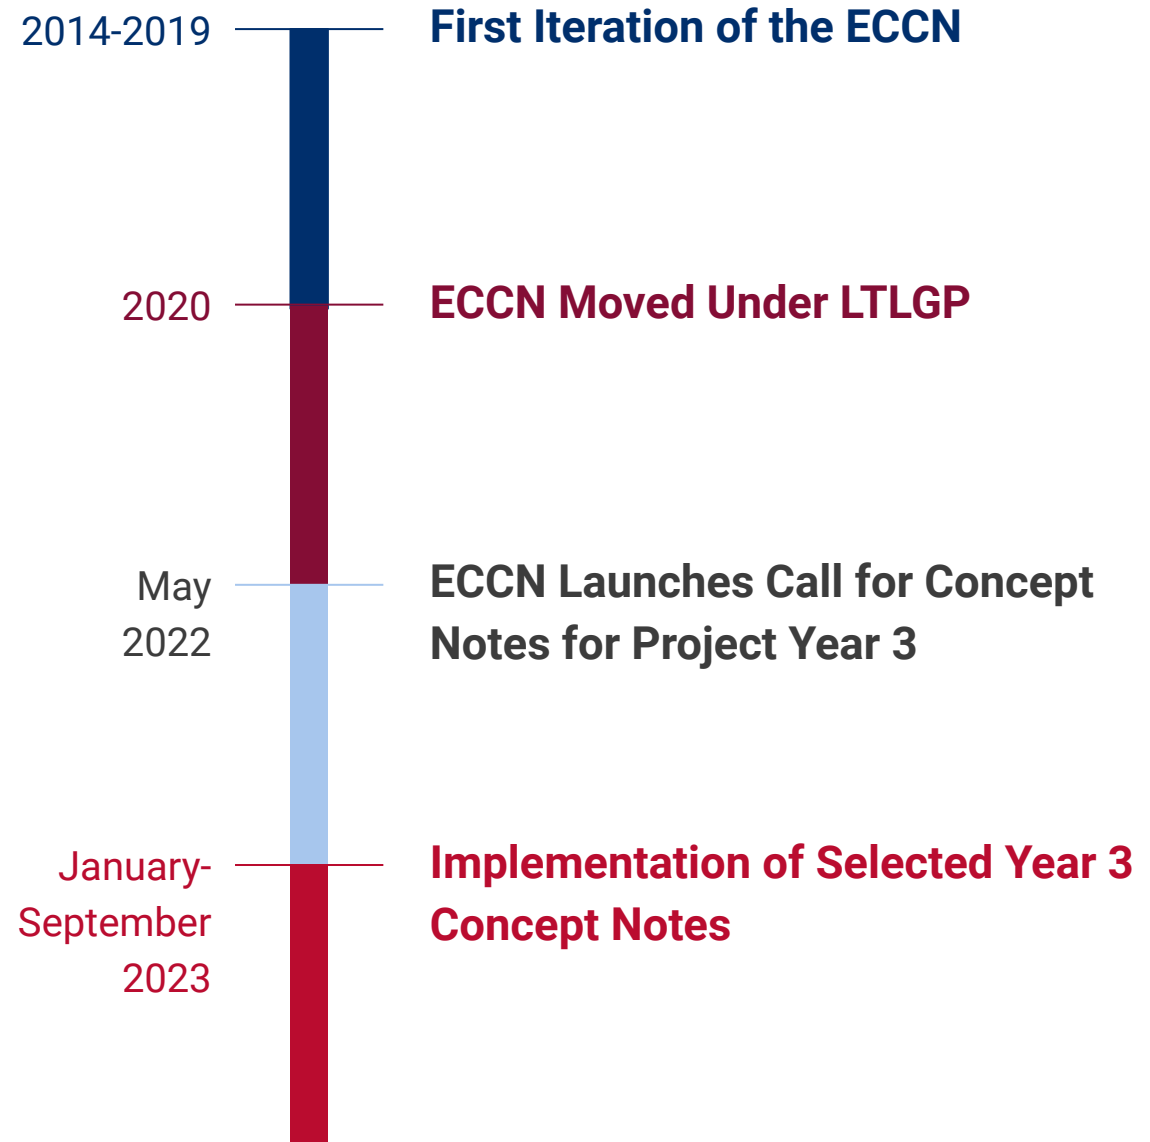 2014-2019
First Iteration of the ECCN
2020
ECCN Moved Under LTLGP
May
2022
ECCN Launches Call for Concept
Notes for Project Year 3
January-
September
2023
Implementation of Selected Year 3
Concept Notes